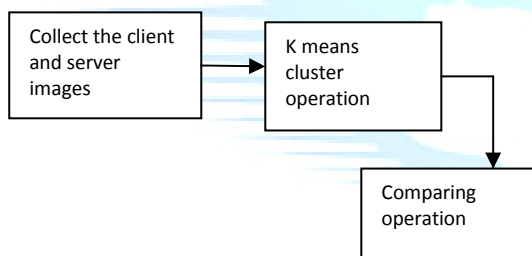 Collect the client
and server
images
K means
cluster
operation
Comparing
operation